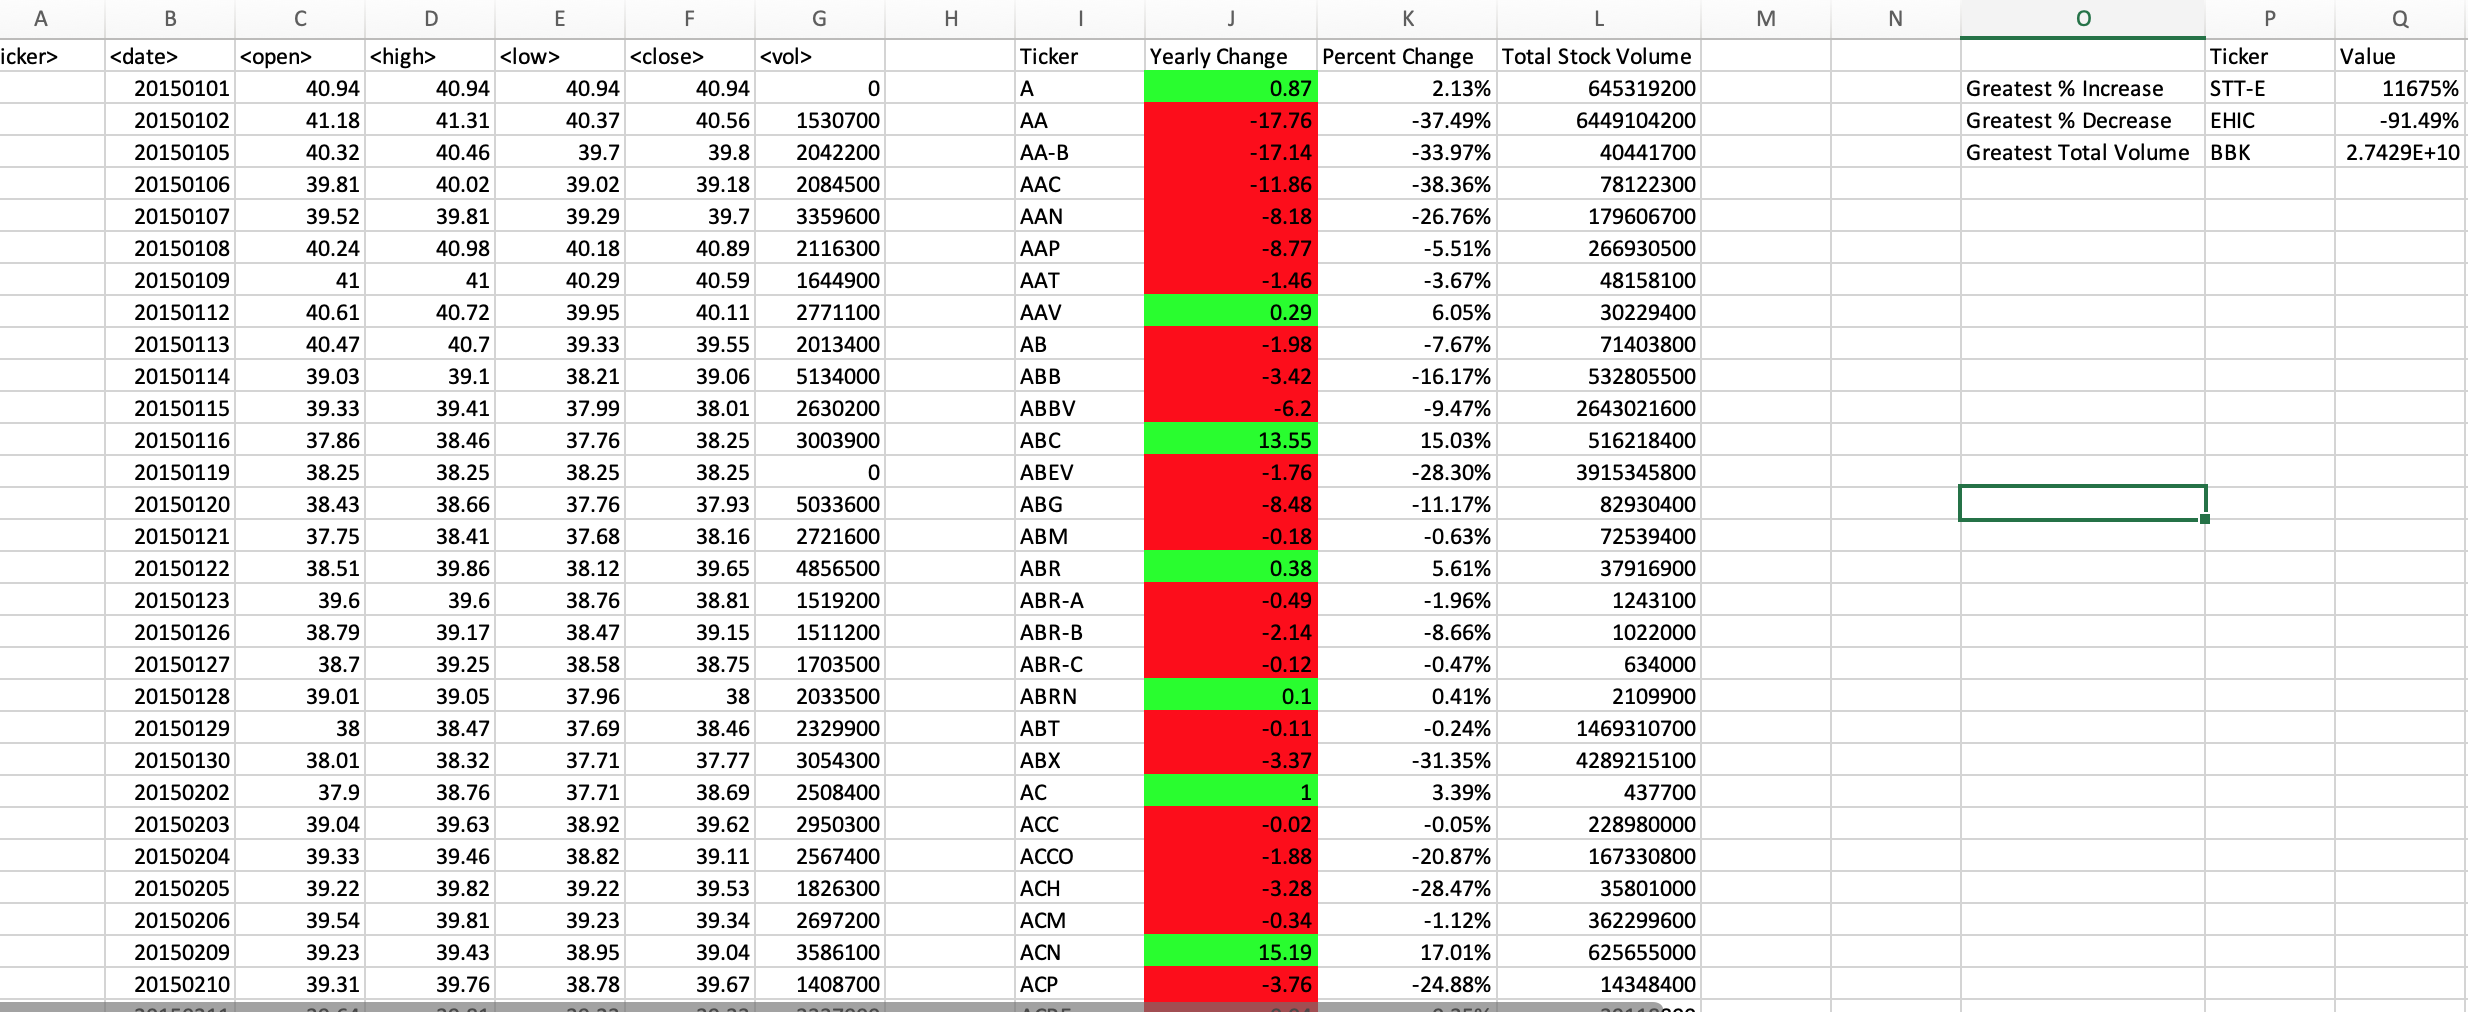 A B C D E F G H I J K L M N O P Q
icker> <date> <open> <high> <low> <close> <vol> Ticker Yearly Change Percent Change Total Stock Volume Ticker Value
20150101 40.94 40.94 40.94 40.94 0 A 0.87 2.13% 645319200 Greatest % Increase STT-E 11675%
20150102 41.18 41.31 40.37 40.56 1530700 AA -17.76 -37.49% 6449104200 Greatest % Decrease EHIC -91.49%
20150105 40.32 40.46 39.7 39.8 2042200 AA-B -17.14 -33.97% 40441700 Greatest Total Volume BBK 2.7429E+10
20150106 39.81 40.02 39.02 39.18 2084500 AAC -11.86 -38.36% 78122300
20150107 39.52 39.81 39.29 39.7 3359600 AAN -8.18 -26.76% 179606700
20150108 40.24 40.98 40.18 40.89 2116300 AAP -8.77 -5.51% 266930500
20150109 41 41 40.29 40.59 1644900 AAT -1.46 -3.67% 48158100
20150112 40.61 40.72 39.95 40.11 2771100 AAV 0.29 6.05% 30229400
20150113 40.47 40.7 39.33 39.55 2013400 AB -1.98 -7.67% 71403800
20150114 39.03 39.1 38.21 39.06 5134000 ABB -3.42 -16.17% 532805500
20150115 39.33 39.41 37.99 38.01 2630200 ABBV -6.2 -9.47% 2643021600
20150116 37.86 38.46 37.76 38.25 3003900 ABC 13.55 15.03% 516218400
20150119 38.25 38.25 38.25 38.25 0 ABEV -1.76 -28.30% 3915345800
20150120 38.43 38.66 37.76 37.93 5033600 ABG -8.48 -11.17% 82930400
20150121 37.75 38.41 37.68 38.16 2721600 ABM -0.18 -0.63% 72539400
20150122 38.51 39.86 38.12 39.65 4856500 ABR 0.38 5.61% 37916900
20150123 39.6 39.6 38.76 38.81 1519200 ABR-A -0.49 -1.96% 1243100
20150126 38.79 39.17 38.47 39.15 1511200 ABR-B -2.14 -8.66% 1022000
20150127 38.7 39.25 38.58 38.75 1703500 ABR-C -0.12 -0.47% 634000
20150128 39.01 39.05 37.96 38 2033500 ABRN 0.1 0.41% 2109900
20150129 38 38.47 37.69 38.46 2329900 ABT -0.11 -0.24% 1469310700
20150130 38.01 38.32 37.71 37.77 3054300 ABX -3.37 -31.35% 4289215100
20150202 37.9 38.76 37.71 38.69 2508400 AC 1 3.39% 437700
20150203 39.04 39.63 38.92 39.62 2950300 ACC -0.02 -0.05% 228980000
20150204 39.33 39.46 38.82 39.11 2567400 ACCO -1.88 -20.87% 167330800
20150205 39.22 39.82 39.22 39.53 1826300 ACH -3.28 -28.47% 35801000
20150206 39.54 39.81 39.23 39.34 2697200 ACM -0.34 -1.12% 362299600
20150209 39.23 39.43 38.95 39.04 3586100 ACN 15.19 17.01% 625655000
20150210 39.31 39.76 38.78 39.67 1408700 ACP -3.76 -24.88% 14348400